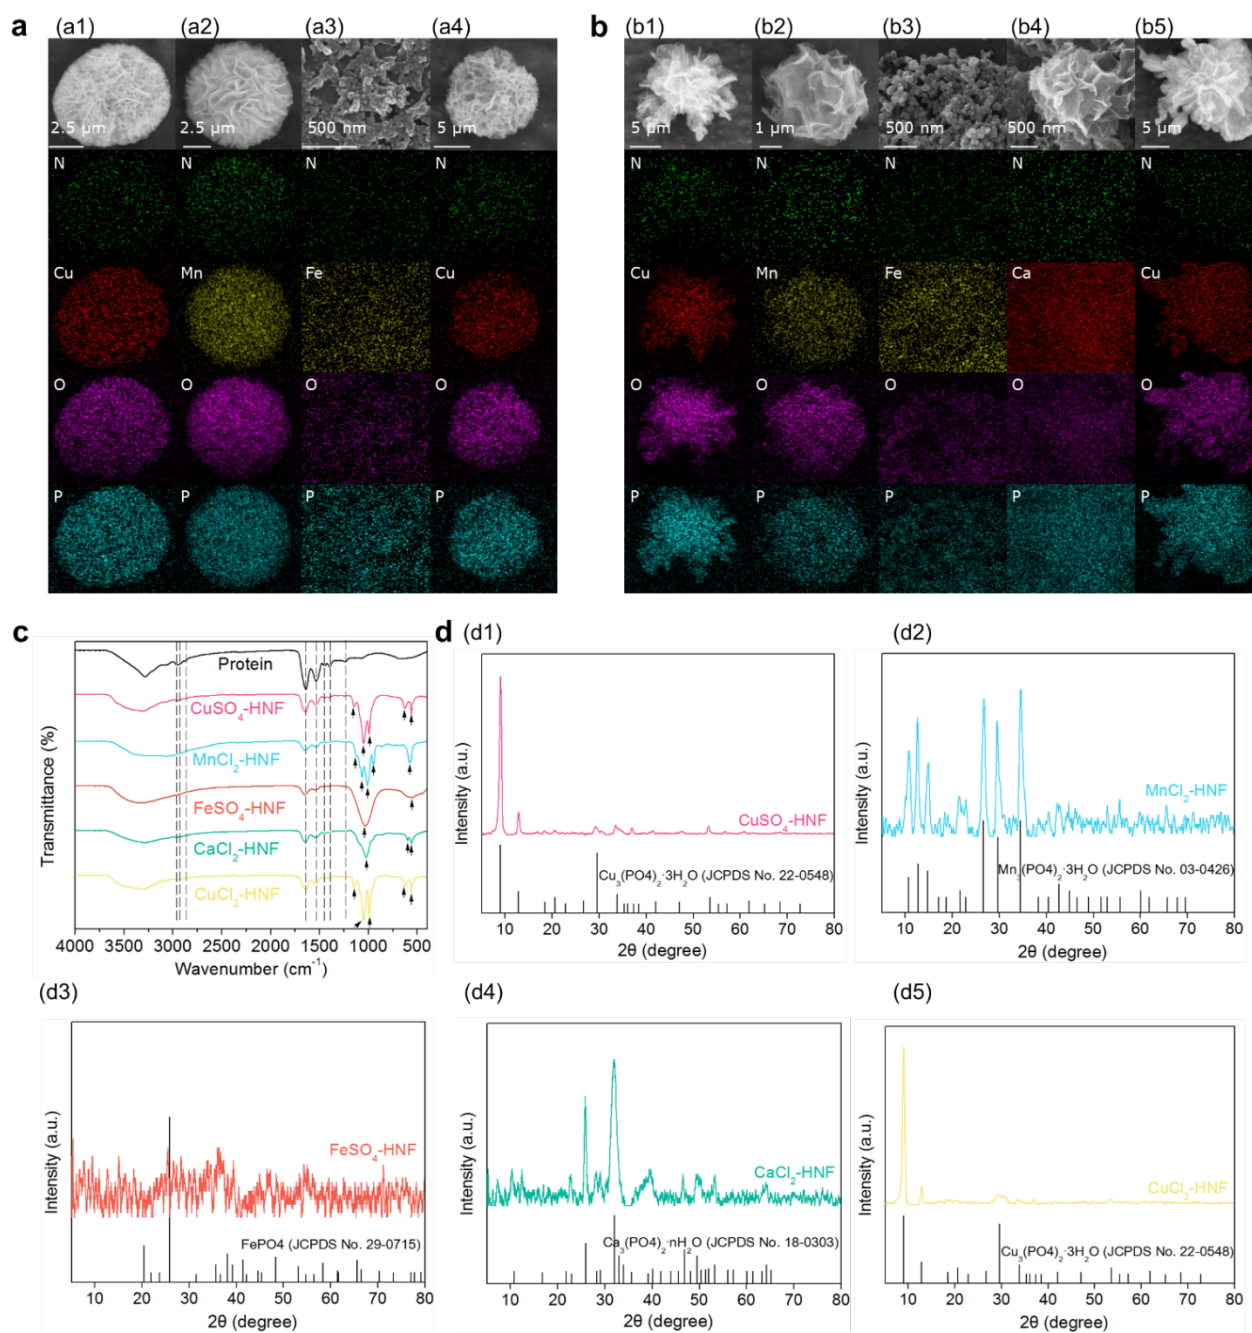 a (a1) (a2) (a3) (a4)
2.5 µm 2.5 µm 500 nm 5 µm
N N N N
Cu Mn Fe Cu
O O O O
P P P P
b (b1) (b2) (b3) (b4) (b5)
5 µm 1 µm 500 nm 500 nm 5 µm
N N N N N
Cu Mn Fe Ca Cu
O O O O O
P P P P P
c
Protein
CuSO₄-HNF
MnCl₂-HNF
FeSO₄-HNF
CaCl₂-HNF
CuCl₂-HNF
Transmittance (%)
4000 3500 3000 2500 2000 1500 1000 500
Wavenumber (cm⁻¹)
d (d1)
Intensity (a.u.)
CuSO₄-HNF
Cu₃(PO4)₂·3H₂O (JCPDS No. 22-0548)
10 20 30 40 50 60 70 80
2θ (degree)
(d2)
Intensity (a.u.)
MnCl₂-HNF
Mn₃(PO4)₂·3H₂O (JCPDS No. 03-0426)
10 20 30 40 50 60 70 80
2θ (degree)
(d3)
Intensity (a.u.)
FeSO₄-HNF
FePO4 (JCPDS No. 29-0715)
10 20 30 40 50 60 70 80
2θ (degree)
(d4)
Intensity (a.u.)
CaCl₂-HNF
Ca₃(PO4)₂·nH₂O (JCPDS No. 18-0303)
10 20 30 40 50 60 70 80
2θ (degree)
(d5)
Intensity (a.u.)
CuCl₂-HNF
Cu₃(PO4)₂·3H₂O (JCPDS No. 22-0548)
10 20 30 40 50 60 70 80
2θ (degree)